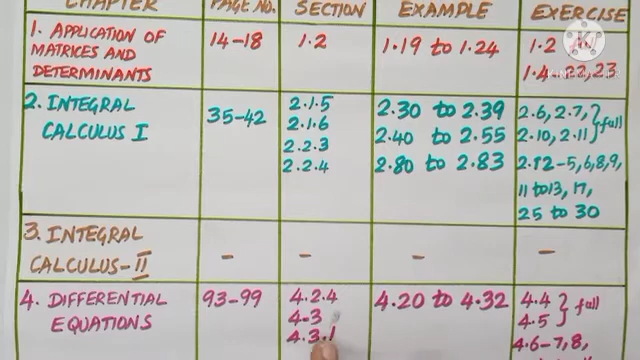 CHAPTER PAGE NO. SECTION EXAMPLE EXERCISE
1. APPLICATION OF MATRICES AND DETERMINANTS
14-18
1.2
1.19 to 1.24
1.2
1.4 22, 23
2. INTEGRAL
CALCULUS I
35-42
2.1.5
2.1.6
2.2.3
2.2.4
2.30 to 2.39
2.40 to 2.55
2.80 to 2.83
2.6, 2.7,
2.10, 2.11 } full
2.12-5, 6, 8, 9,
11 to 13, 17,
25 to 30
3. INTEGRAL
CALCULUS-II
-
-
-
-
4. DIFFERENTIAL
EQUATIONS
93-99
4.2.4
4.3
4.3.1
4.20 to 4.32
4.4
4.5 } full
4.6-7, 8,